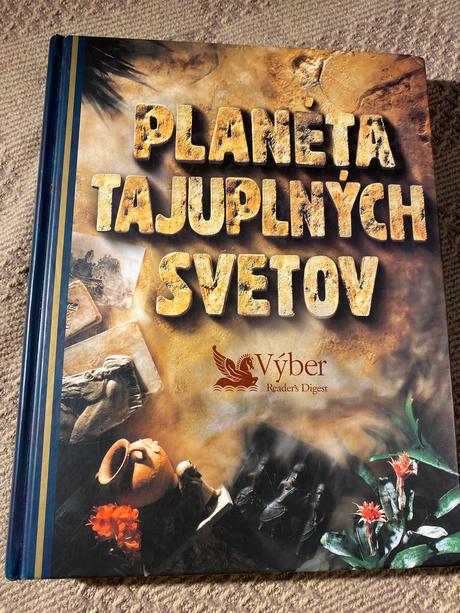 PLANÉTA
TAJUPLNÝCH
SVETOV
Výber
Reader's Digest